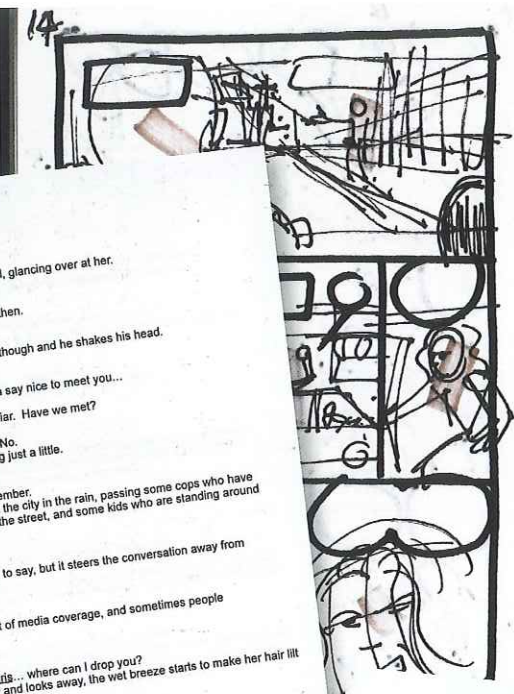 14
, glancing over at her.
hen.
though and he shakes his head.
say nice to meet you...
iar. Have we met?
No.
g just a little.
ember.
the city in the rain, passing some cops who have
the street, and some kids who are standing around
to say, but it steers the conversation away from
t of media coverage, and sometimes people
ris... where can I drop you?
and looks away, the wet breeze starts to make her hair lilt